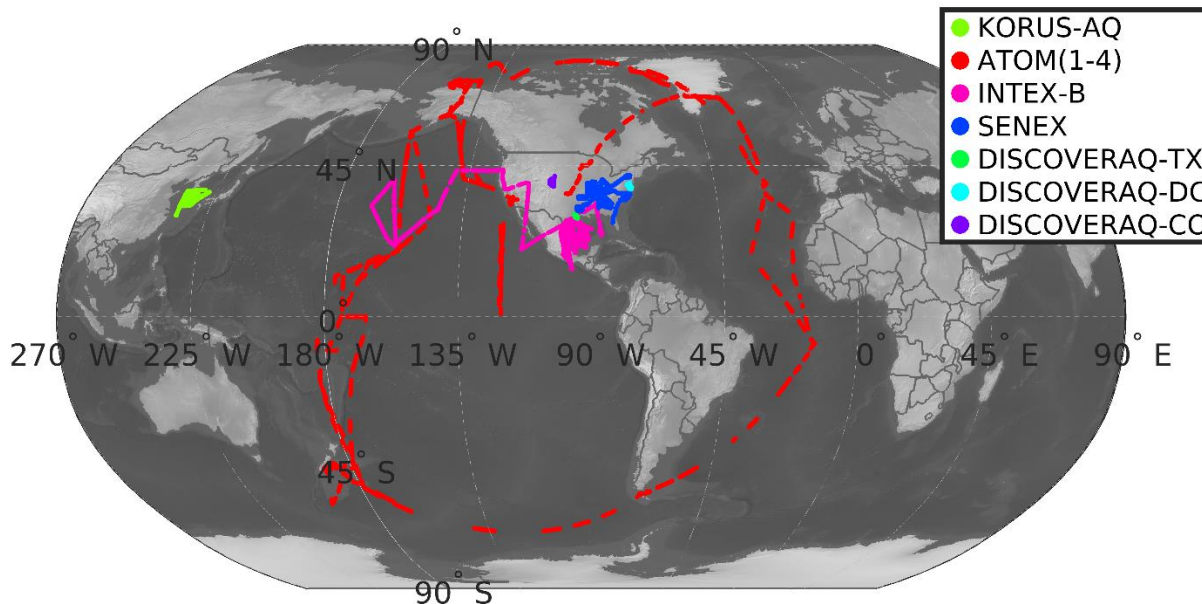 90° N
45° N
0°
270° W 225° W 180° W 135° W 90° W 45° W 0° 45° E 90° E
45° S
90° S
KORUS-AQ
ATOM(1-4)
INTEX-B
SENEX
DISCOVERAQ-TX
DISCOVERAQ-DC
DISCOVERAQ-CO